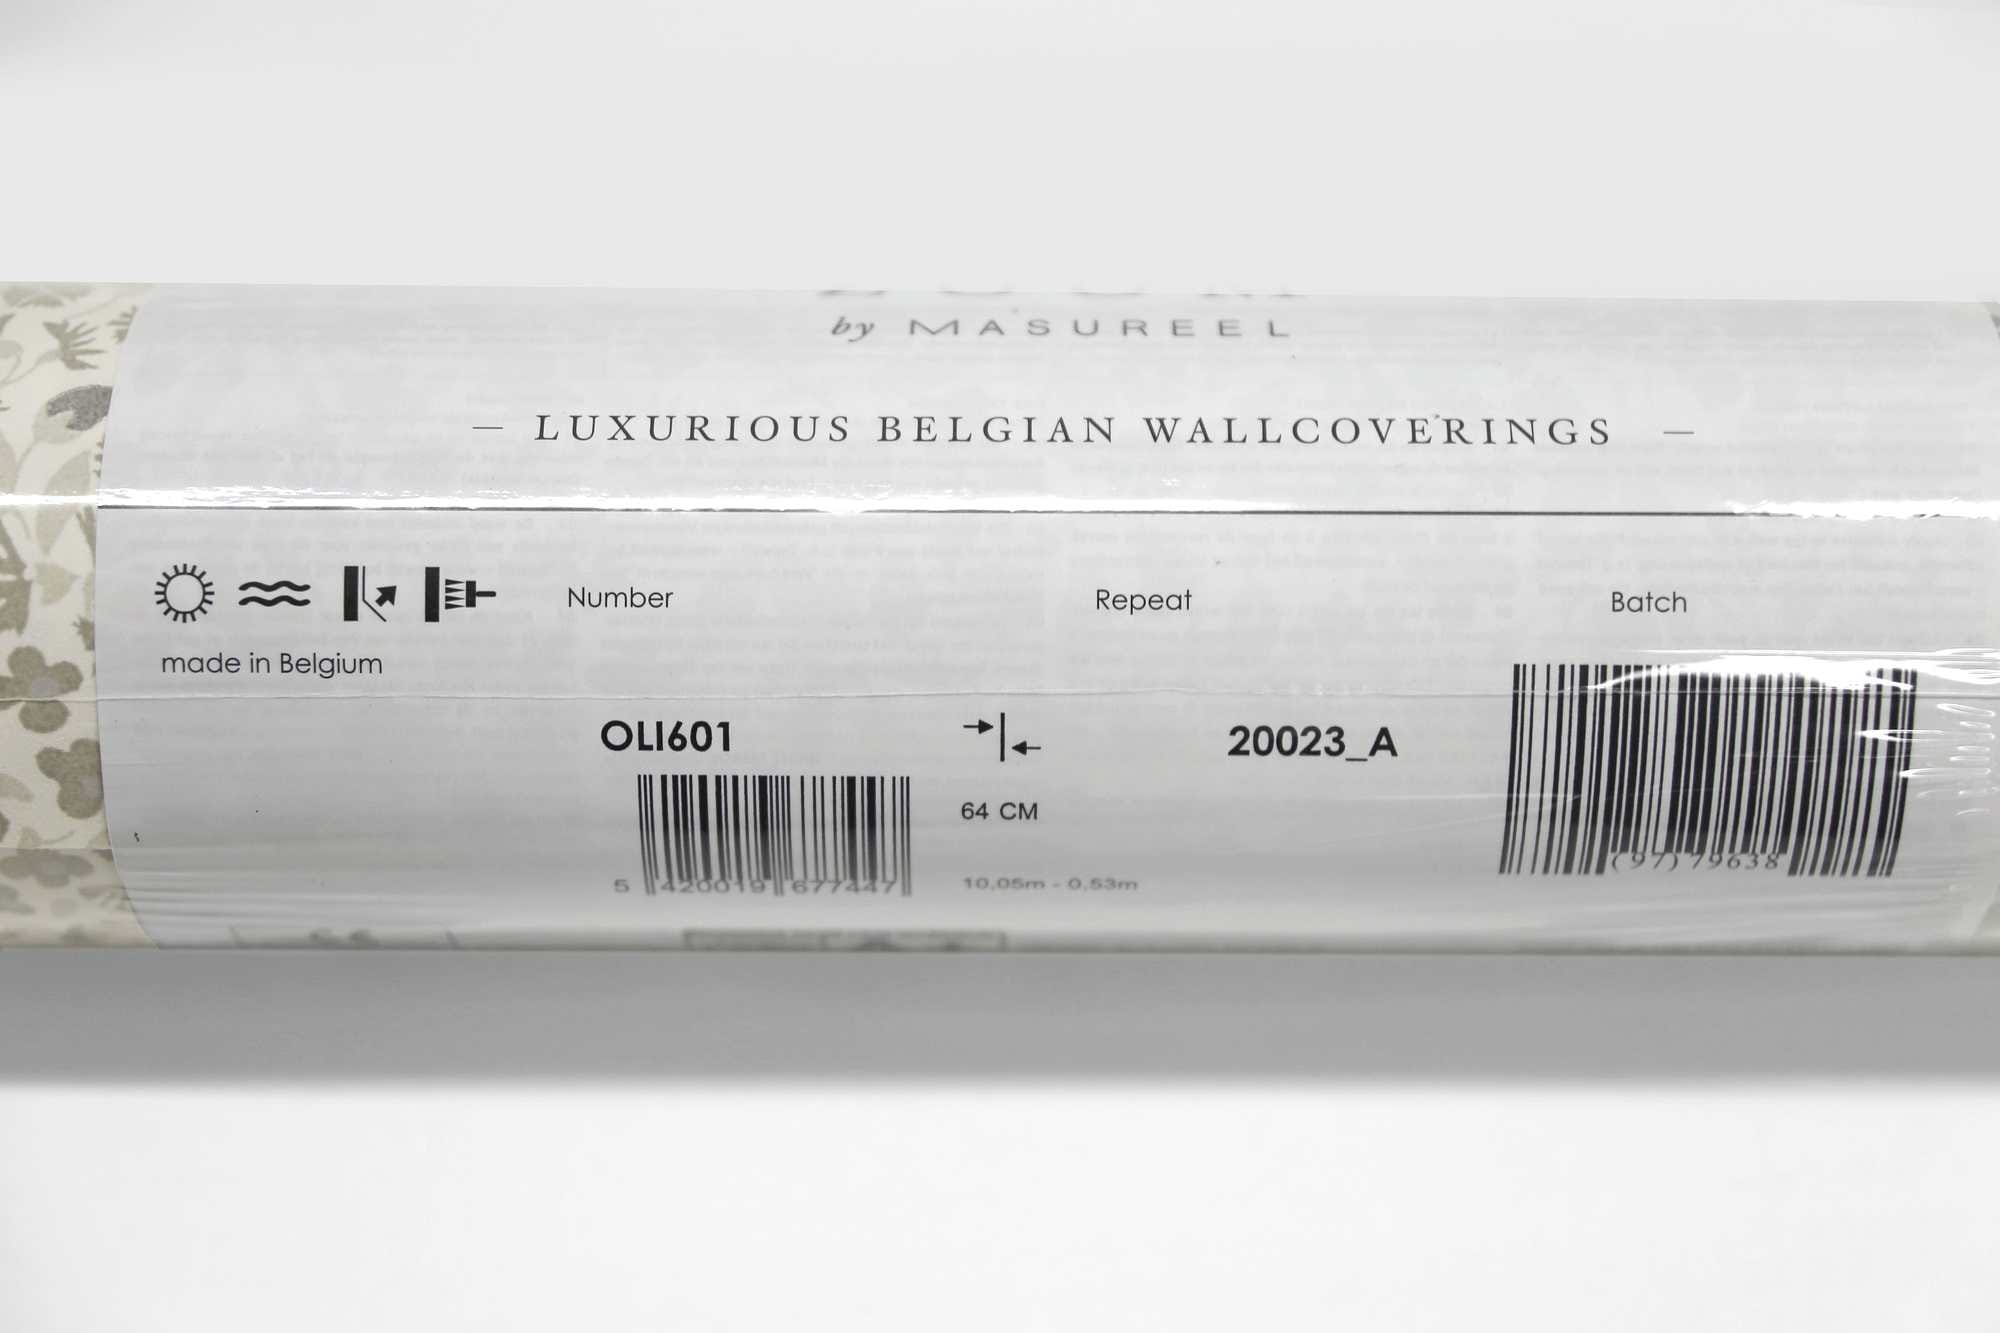 by MASUREEL
— LUXURIOUS BELGIAN WALLCOVERINGS —
Number Repeat Batch
made in Belgium
OLI601 20023_A
64 CM
(97)79638
5 420019 677447 10,05m - 0,53m